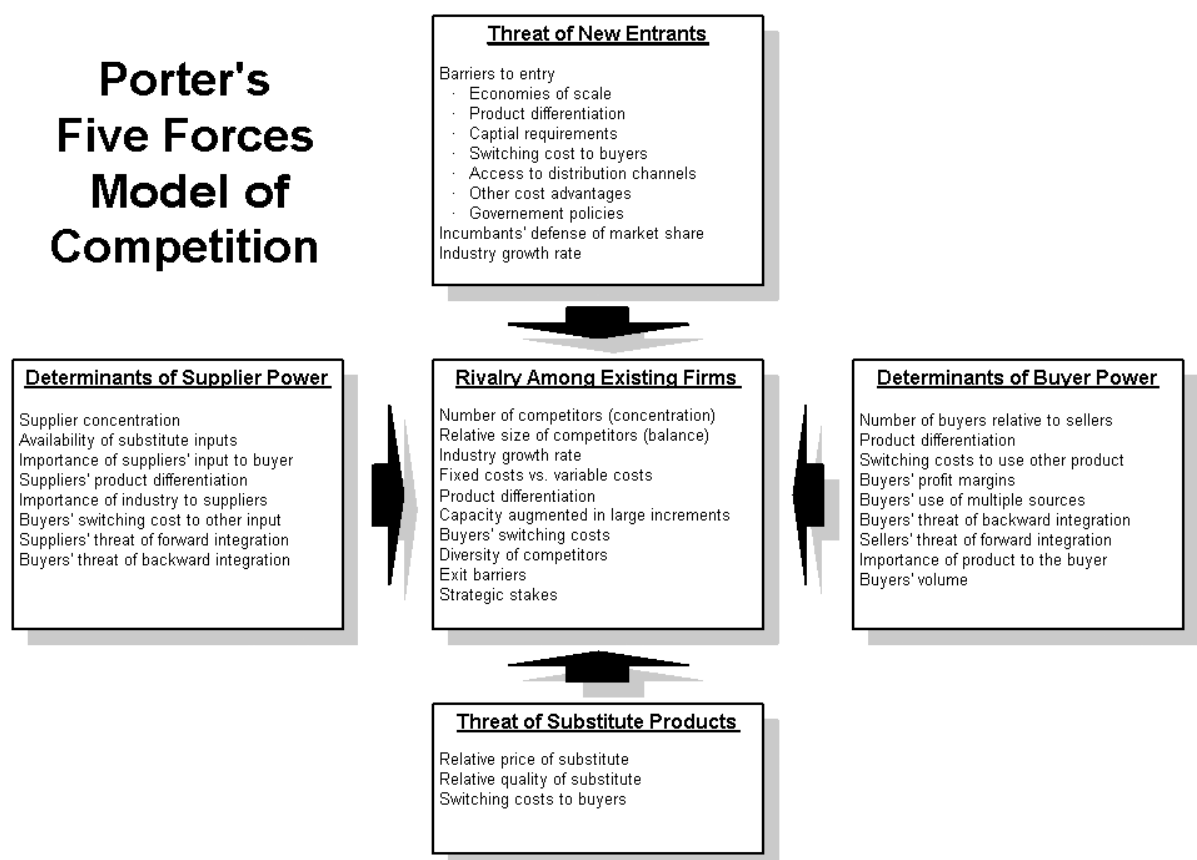 Porter's
Five Forces
Model of
Competition
Threat of New Entrants
Barriers to entry
· Economies of scale
· Product differentiation
· Captial requirements
· Switching cost to buyers
· Access to distribution channels
· Other cost advantages
· Governement policies
Incumbants' defense of market share
Industry growth rate
Determinants of Supplier Power
Supplier concentration
Availability of substitute inputs
Importance of suppliers' input to buyer
Suppliers' product differentiation
Importance of industry to suppliers
Buyers' switching cost to other input
Suppliers' threat of forward integration
Buyers' threat of backward integration
Rivalry Among Existing Firms
Number of competitors (concentration)
Relative size of competitors (balance)
Industry growth rate
Fixed costs vs. variable costs
Product differentiation
Capacity augmented in large increments
Buyers' switching costs
Diversity of competitors
Exit barriers
Strategic stakes
Determinants of Buyer Power
Number of buyers relative to sellers
Product differentiation
Switching costs to use other product
Buyers' profit margins
Buyers' use of multiple sources
Buyers' threat of backward integration
Sellers' threat of forward integration
Importance of product to the buyer
Buyers' volume
Threat of Substitute Products
Relative price of substitute
Relative quality of substitute
Switching costs to buyers